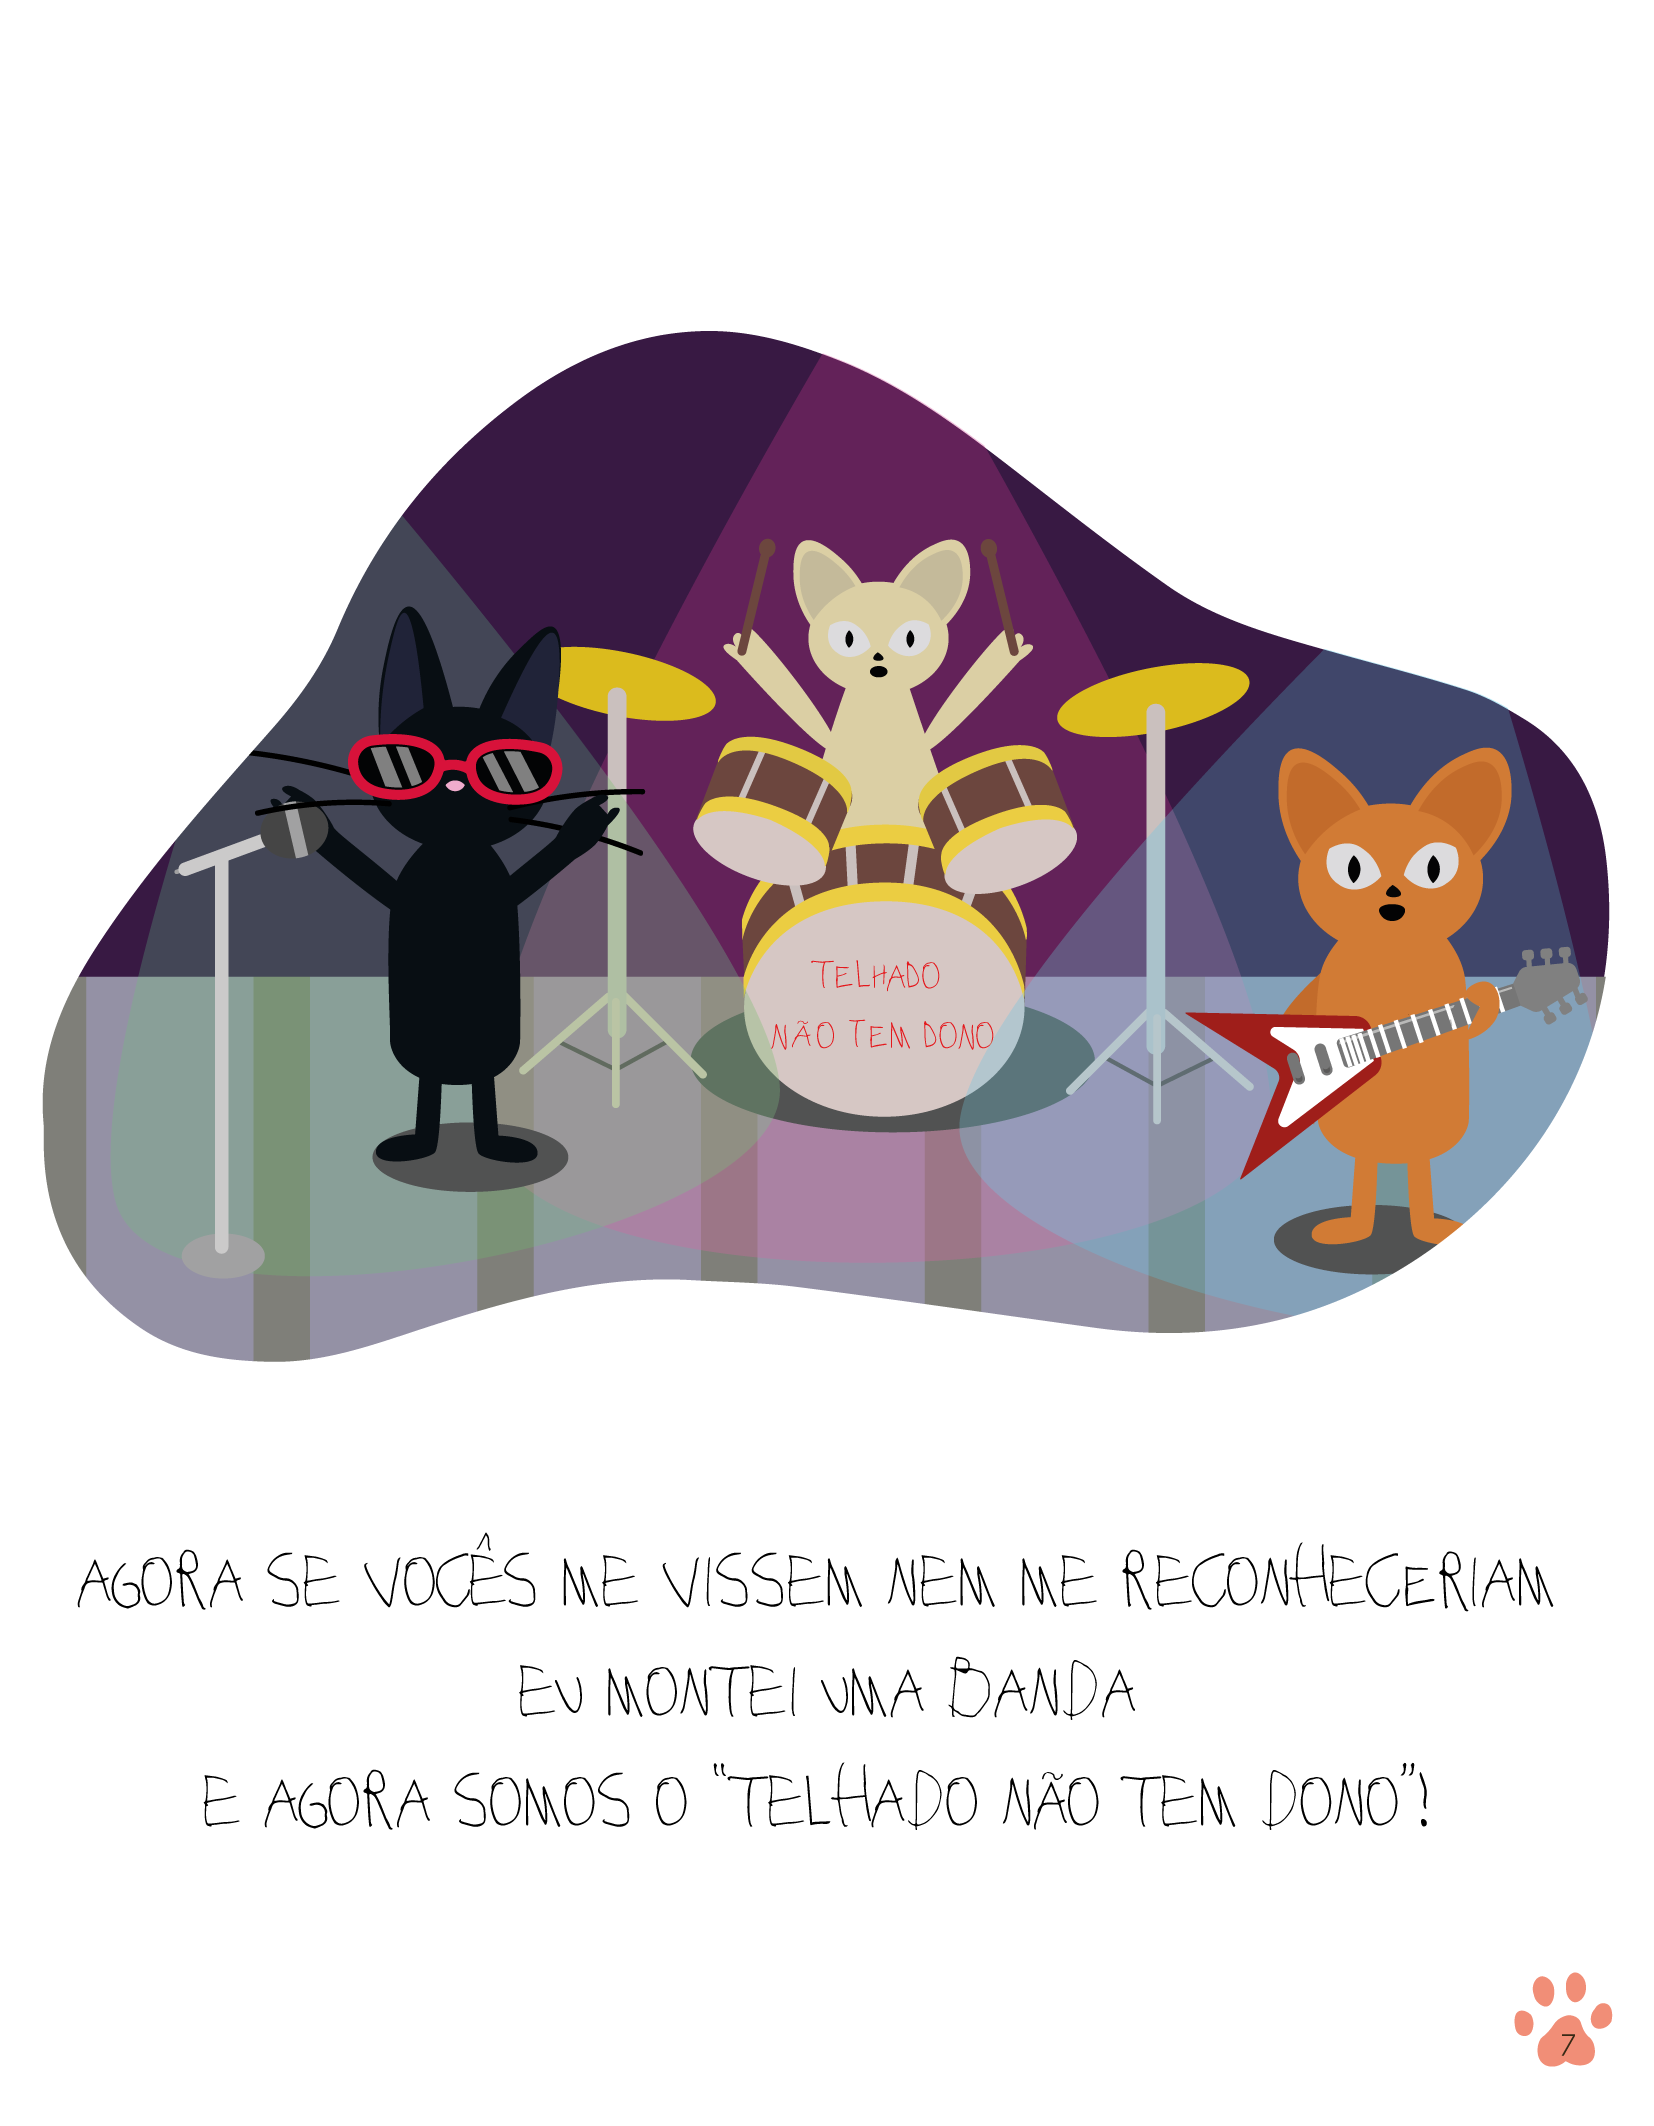 TELHADO
NÃO TEM DONO
AGORA SE VOCÊS ME VISSEM NEM ME RECONHECERIAM
EU MONTEI UMA BANDA
E AGORA SOMOS O “TELHADO NÃO TEM DONO”!
7